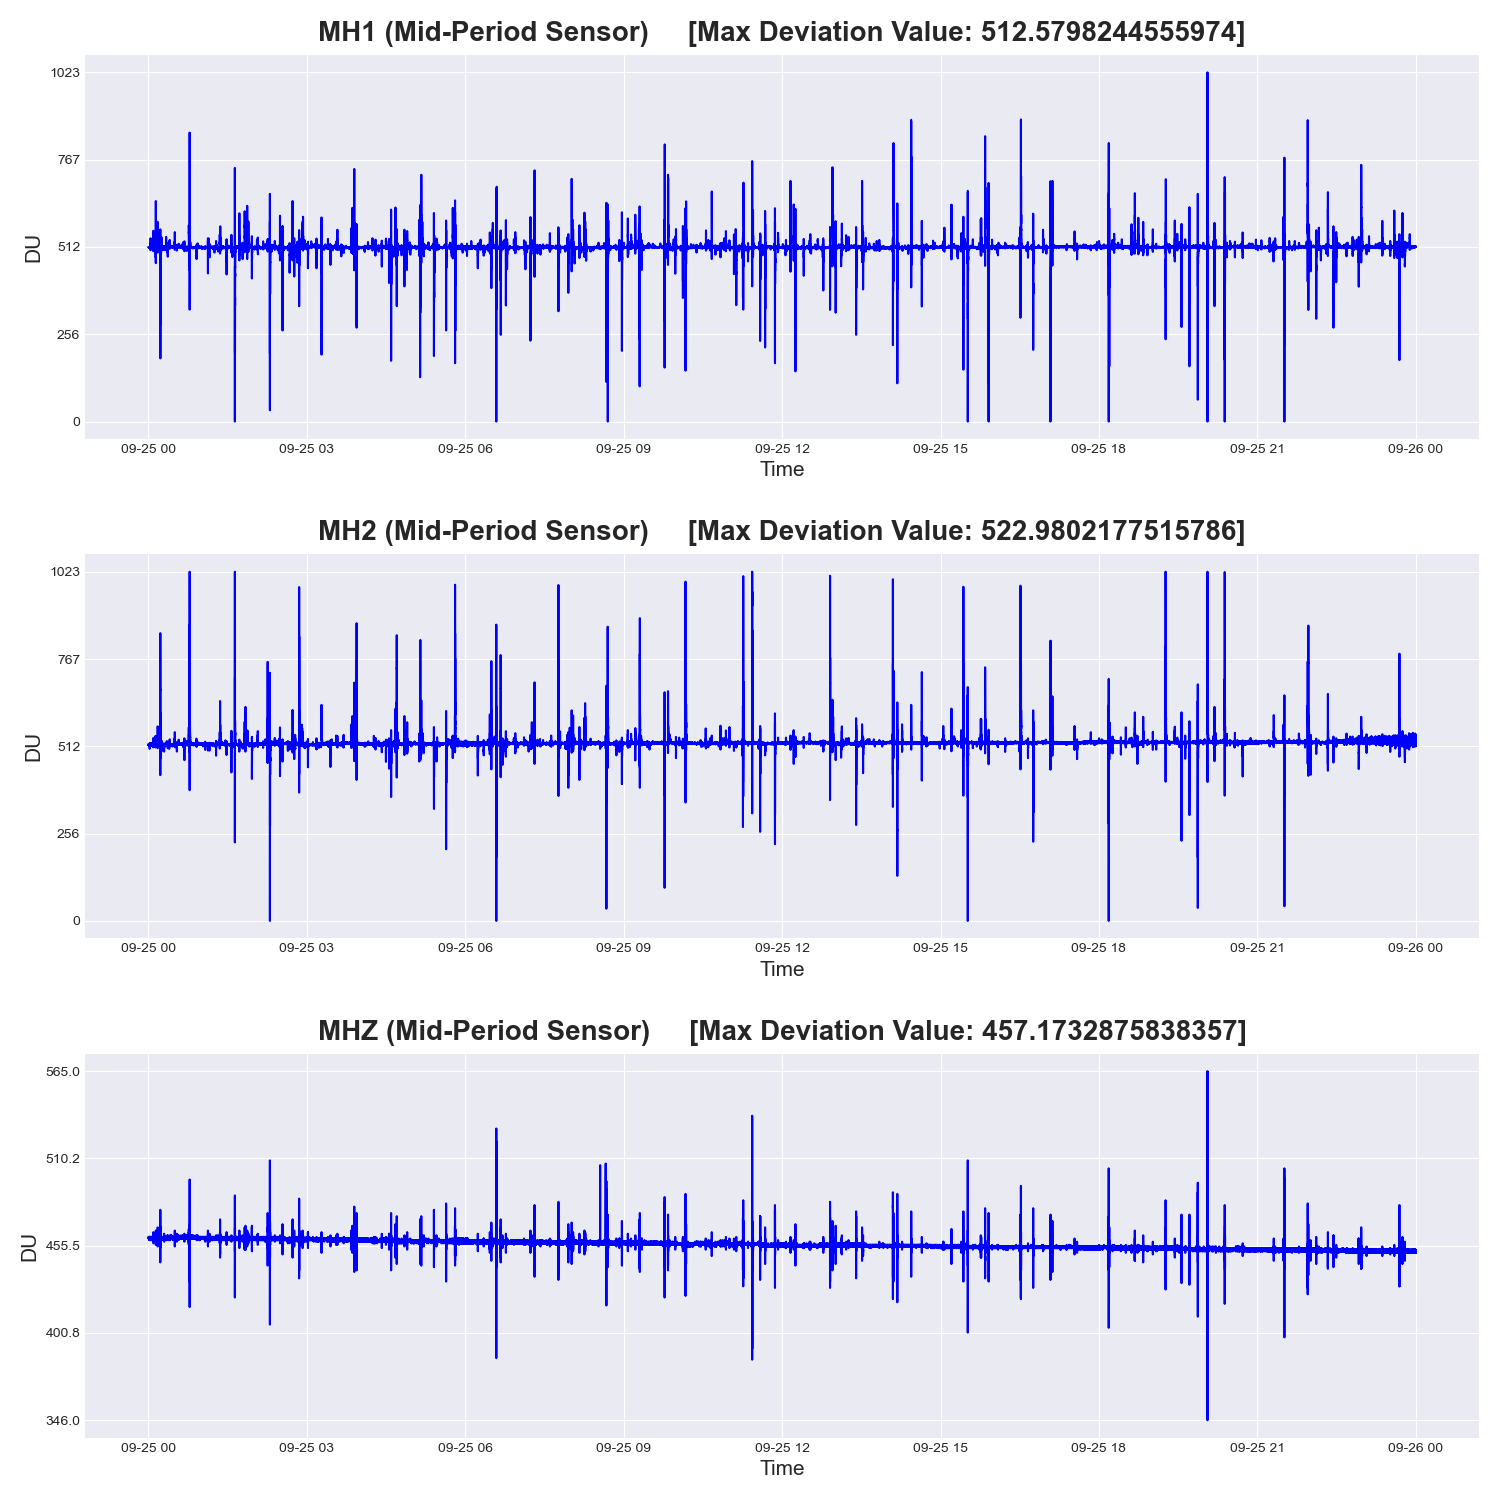 MH1 (Mid-Period Sensor) [Max Deviation Value: 512.5798244555974]
1023
767
512
256
0
DU
09-25 00 09-25 03 09-25 06 09-25 09 09-25 12 09-25 15 09-25 18 09-25 21 09-26 00
Time
MH2 (Mid-Period Sensor) [Max Deviation Value: 522.9802177515786]
1023
767
512
256
0
DU
09-25 00 09-25 03 09-25 06 09-25 09 09-25 12 09-25 15 09-25 18 09-25 21 09-26 00
Time
MHZ (Mid-Period Sensor) [Max Deviation Value: 457.1732875838357]
565.0
510.2
455.5
400.8
346.0
DU
09-25 00 09-25 03 09-25 06 09-25 09 09-25 12 09-25 15 09-25 18 09-25 21 09-26 00
Time